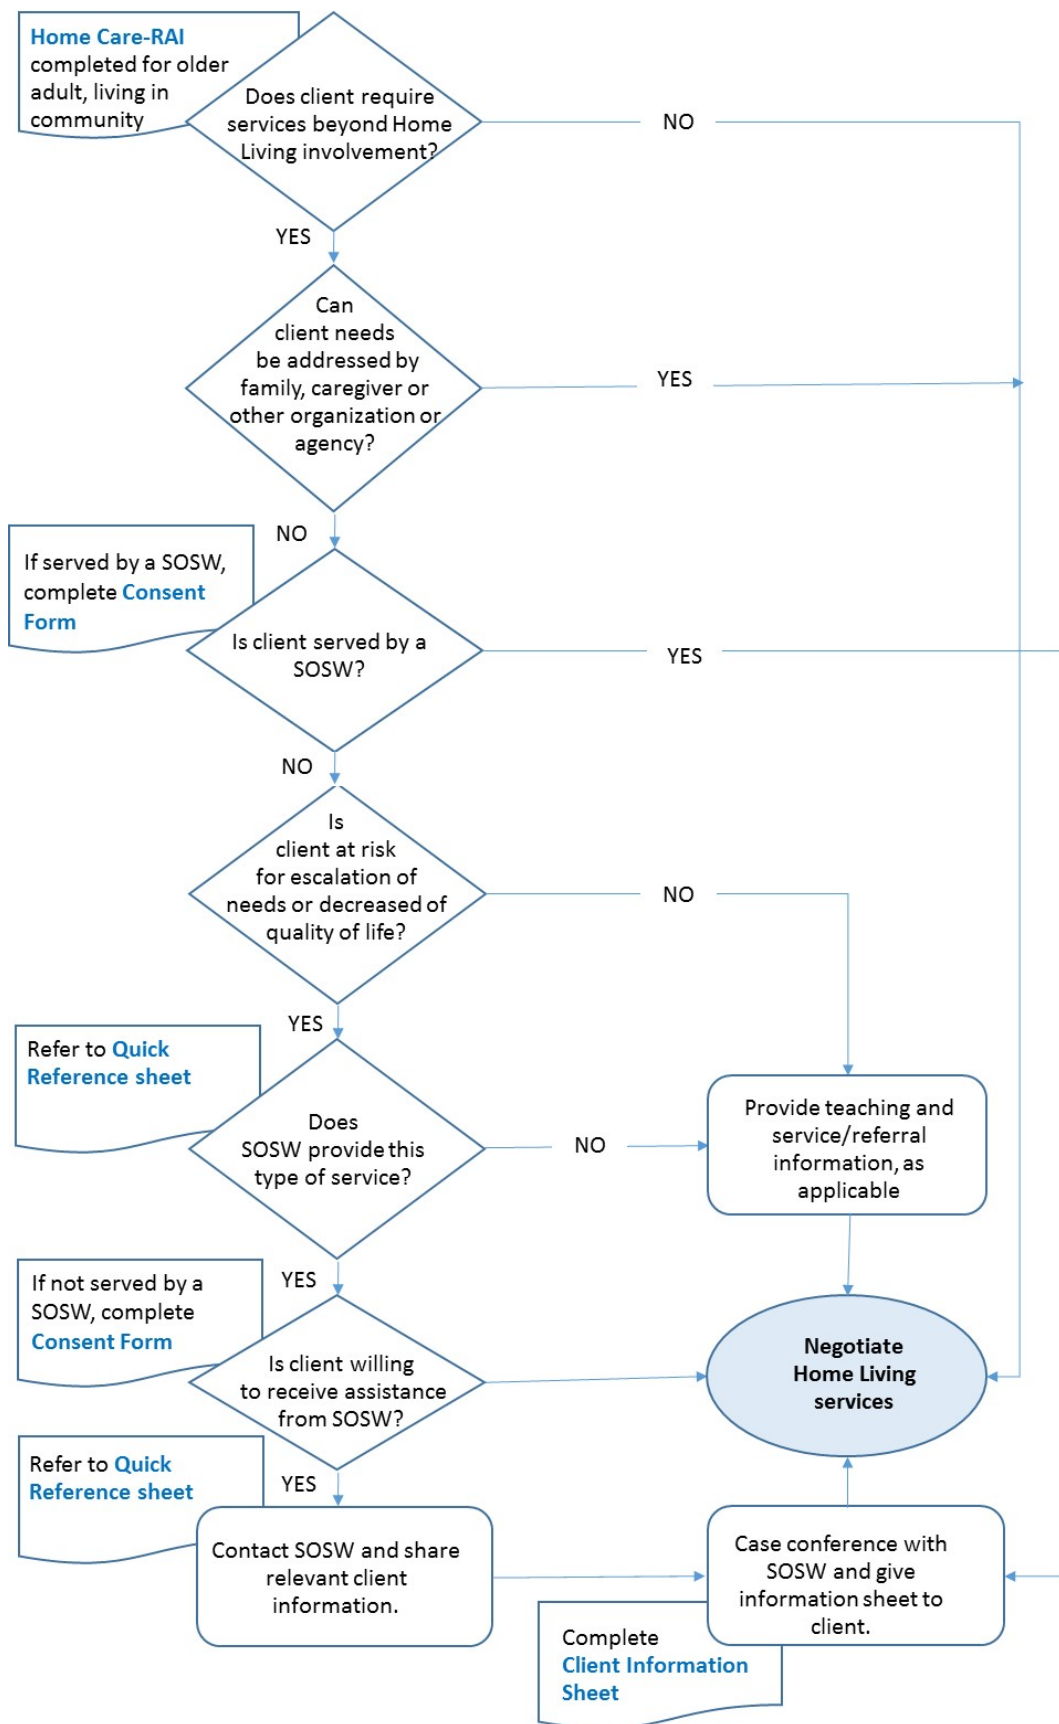 Home Care-RAI
completed for older
adult, living in
community
Does client require
services beyond Home
Living involvement?
NO
YES
Can
client needs
be addressed by
family, caregiver or
other organization or
agency?
YES
NO
If served by a SOSW,
complete Consent
Form
Is client served by a
SOSW?
YES
NO
Is
client at risk
for escalation of
needs or decreased of
quality of life?
NO
YES
Refer to Quick
Reference sheet
Does
SOSW provide this
type of service?
NO
Provide teaching and
service/referral
information, as
applicable
YES
If not served by a
SOSW, complete
Consent Form
Is client willing
to receive assistance
from SOSW?
Negotiate
Home Living
services
YES
Refer to Quick
Reference sheet
Contact SOSW and share
relevant client
information.
Case conference with
SOSW and give
information sheet to
client.
Complete
Client Information
Sheet